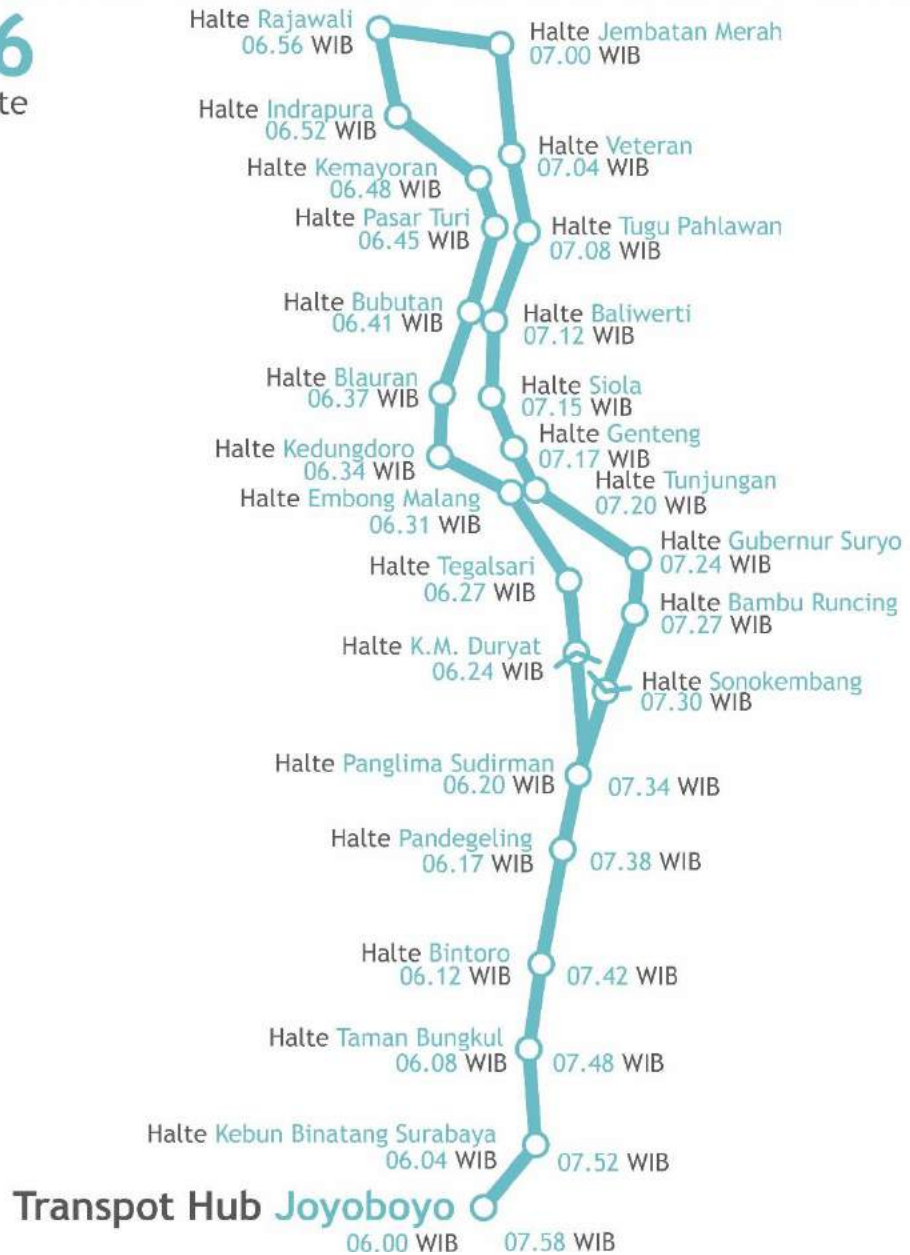 6
te
Halte Rajawali
06.56 WIB
Halte Jembatan Merah
07.00 WIB
Halte Indrapura
06.52 WIB
Halte Veteran
07.04 WIB
Halte Kemayoran
06.48 WIB
Halte Pasar Turi
06.45 WIB
Halte Tugu Pahlawan
07.08 WIB
Halte Bubutan
06.41 WIB
Halte Baliwerti
07.12 WIB
Halte Blauran
06.37 WIB
Halte Siola
07.15 WIB
Halte Kedungdoro
06.34 WIB
Halte Genteng
07.17 WIB
Halte Embong Malang
06.31 WIB
Halte Tunjungan
07.20 WIB
Halte Gubernur Suryo
07.24 WIB
Halte Tegalsari
06.27 WIB
Halte Bambu Runcing
07.27 WIB
Halte K.M. Duryat
06.24 WIB
Halte Sonokembang
07.30 WIB
Halte Panglima Sudirman
06.20 WIB
07.34 WIB
Halte Pandegeling
06.17 WIB
07.38 WIB
Halte Bintoro
06.12 WIB
07.42 WIB
Halte Taman Bungkul
06.08 WIB
07.48 WIB
Halte Kebun Binatang Surabaya
06.04 WIB
07.52 WIB
Transpot Hub Joyoboyo
06.00 WIB
07.58 WIB